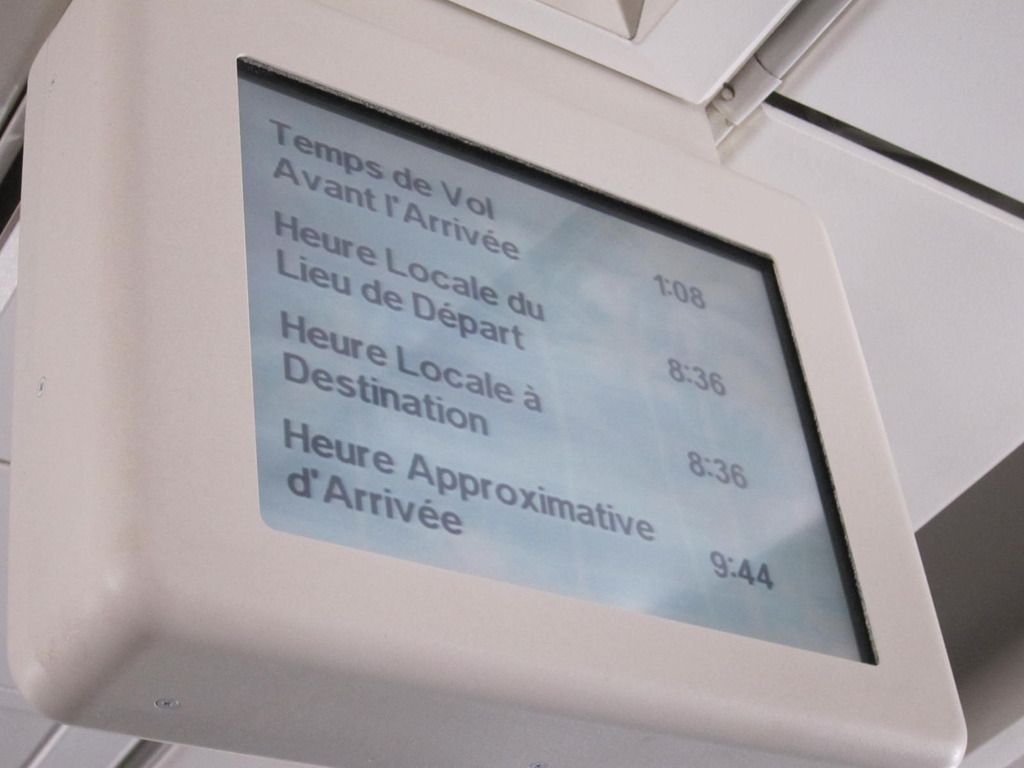 Temps de Vol
Avant l'Arrivée 1:08
Heure Locale du
Lieu de Départ 8:36
Heure Locale à
Destination 8:36
Heure Approximative
d'Arrivée 9:44